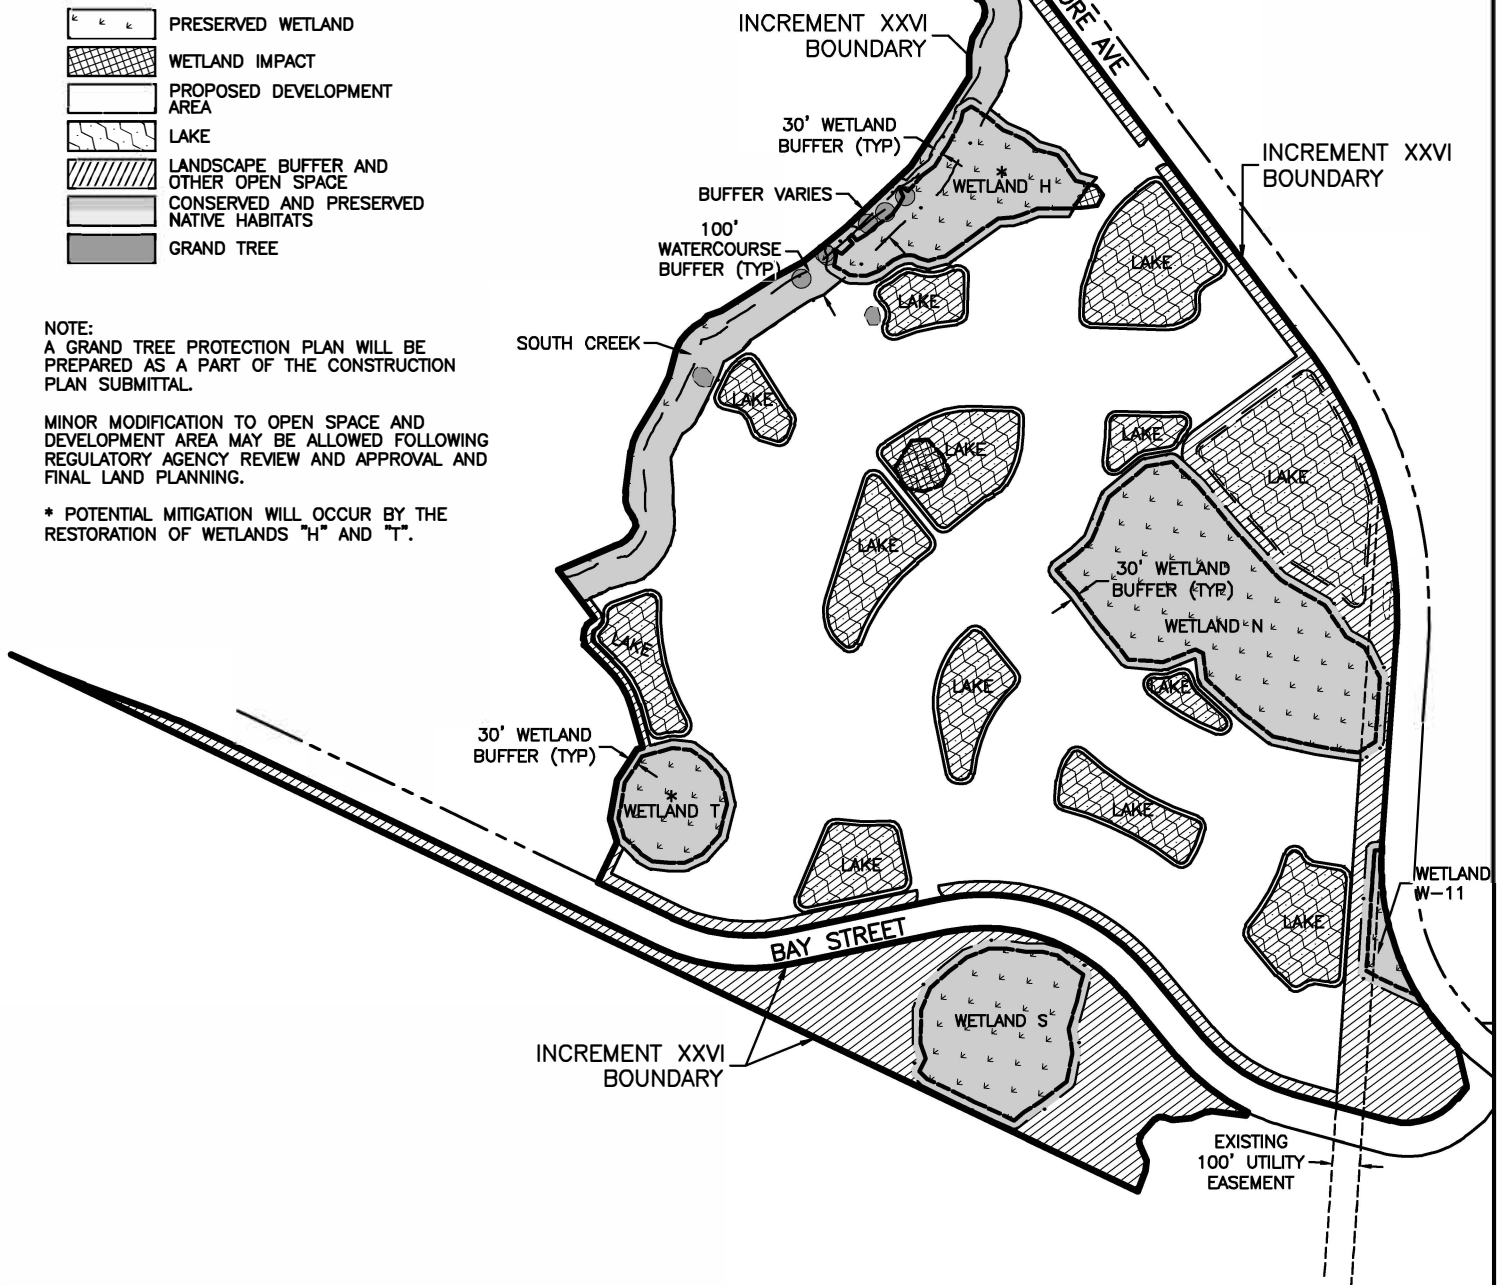 PRESERVED WETLAND
WETLAND IMPACT
PROPOSED DEVELOPMENT
AREA
LAKE
LANDSCAPE BUFFER AND
OTHER OPEN SPACE
CONSERVED AND PRESERVED
NATIVE HABITATS
GRAND TREE
NOTE:
A GRAND TREE PROTECTION PLAN WILL BE
PREPARED AS A PART OF THE CONSTRUCTION
PLAN SUBMITTAL.
MINOR MODIFICATION TO OPEN SPACE AND
DEVELOPMENT AREA MAY BE ALLOWED FOLLOWING
REGULATORY AGENCY REVIEW AND APPROVAL AND
FINAL LAND PLANNING.
* POTENTIAL MITIGATION WILL OCCUR BY THE
RESTORATION OF WETLANDS "H" AND "T".
INCREMENT XXVI
BOUNDARY
AVE
30' WETLAND
BUFFER (TYP)
INCREMENT XXVI
BOUNDARY
*
WETLAND H
BUFFER VARIES
100'
WATERCOURSE
BUFFER (TYP)
LAKE
LAKE
SOUTH CREEK
LAKE
LAKE
LAKE
LAKE
LAKE
30' WETLAND
BUFFER (TYP)
WETLAND N
LAKE
LAKE
LAKE
30' WETLAND
BUFFER (TYP)
*
WETLAND T
LAKE
LAKE
LAKE
WETLAND
W-11
BAY STREET
WETLAND S
INCREMENT XXVI
BOUNDARY
EXISTING
100' UTILITY
EASEMENT